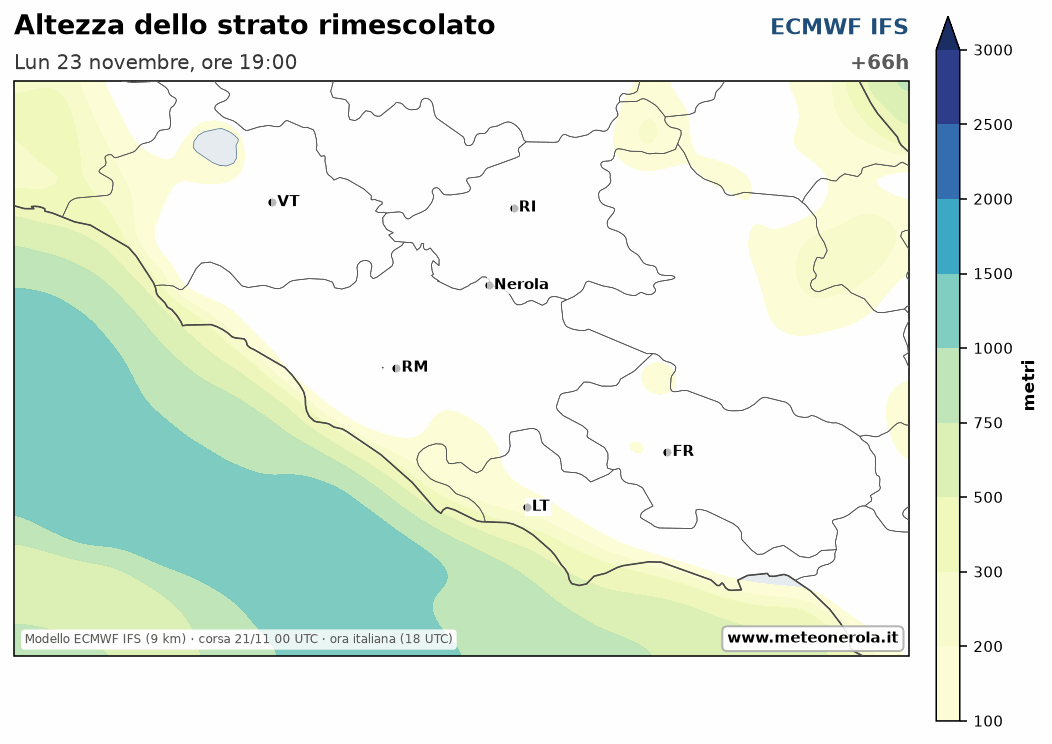 Altezza dello strato rimescolato
ECMWF IFS
Lun 23 novembre, ore 19:00
+66h
3000
2500
2000
1500
1000
750
500
300
200
100
metri
VT
RI
Nerola
RM
FR
LT
Modello ECMWF IFS (9 km) · corsa 21/11 00 UTC · ora italiana (18 UTC)
www.meteonerola.it